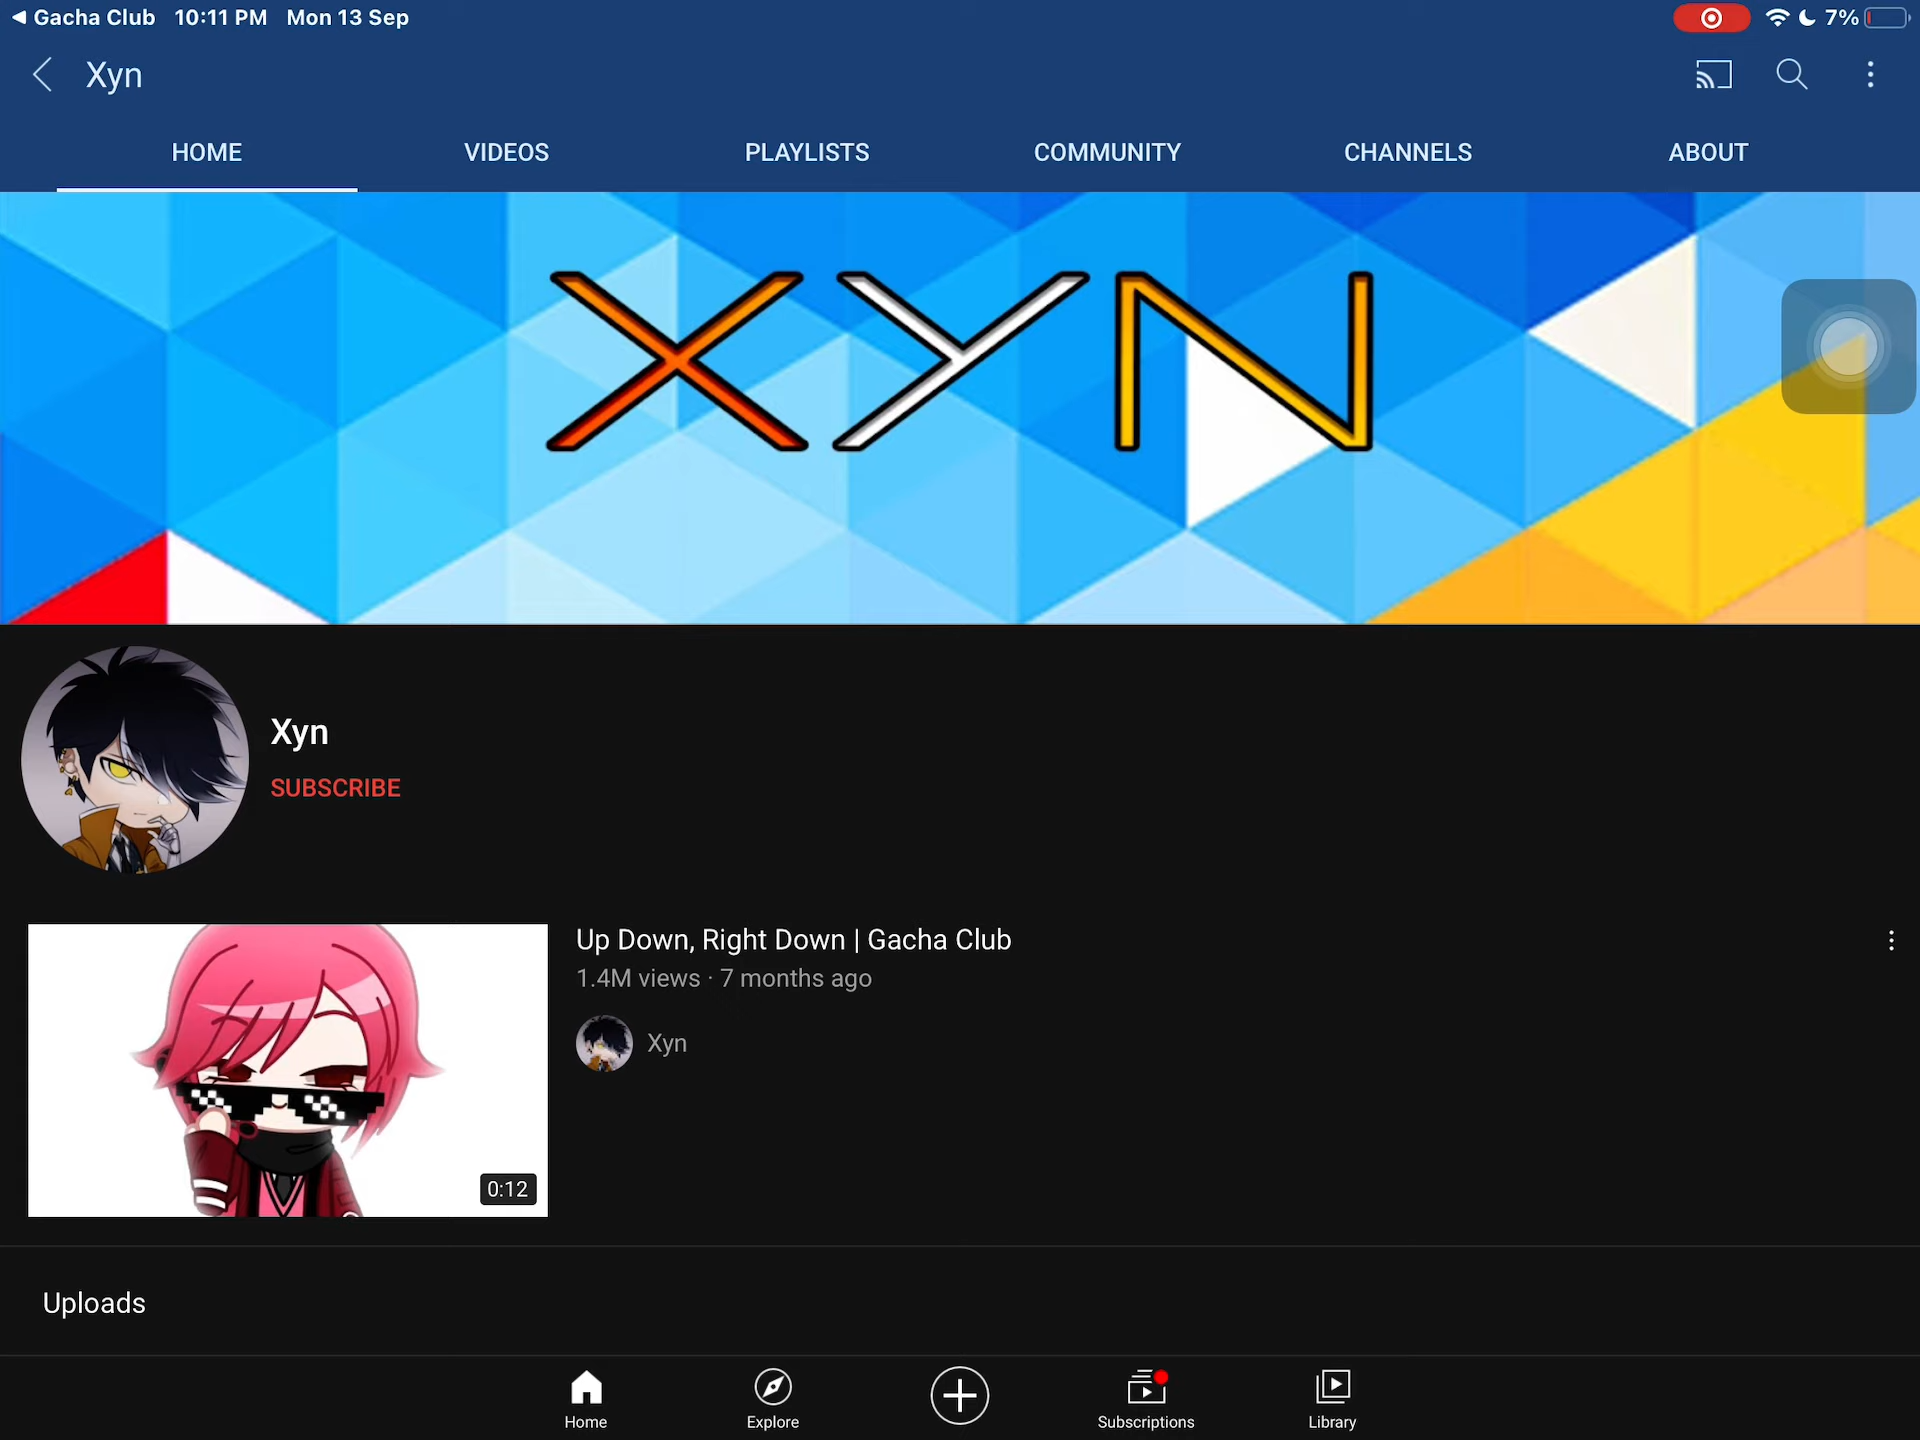 Gacha Club 10:11 PM Mon 13 Sep 7%
Xyn
HOME VIDEOS PLAYLISTS COMMUNITY CHANNELS ABOUT
XYN
Xyn
SUBSCRIBE
Up Down, Right Down | Gacha Club
1.4M views · 7 months ago
Xyn
0:12
Uploads
Home Explore Subscriptions Library